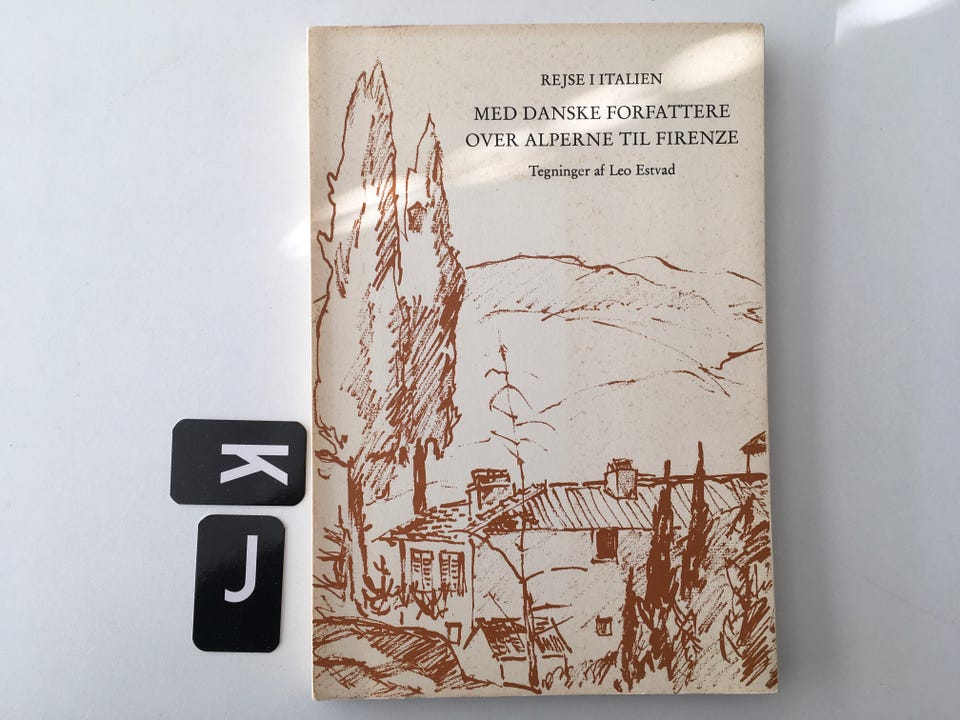 REJSE I ITALIEN
MED DANSKE FORFATTERE
OVER ALPERNE TIL FIRENZE
Tegninger af Leo Estvad
K
J